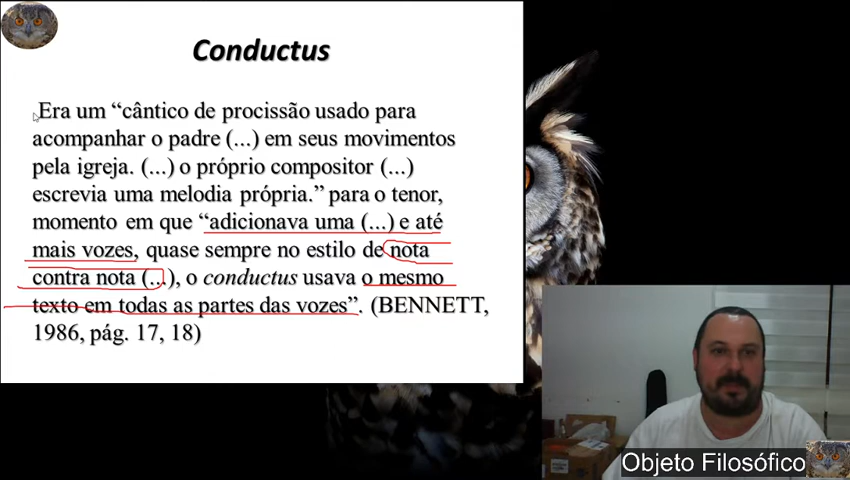 Conductus
Era um “cântico de procissão usado para
acompanhar o padre (...) em seus movimentos
pela igreja. (...) o próprio compositor (...)
escrevia uma melodia própria.” para o tenor,
momento em que “adicionava uma (...) e até
mais vozes, quase sempre no estilo de nota
contra nota (...), o conductus usava o mesmo
texto em todas as partes das vozes”. (BENNETT,
1986, pág. 17, 18)
Objeto Filosófico